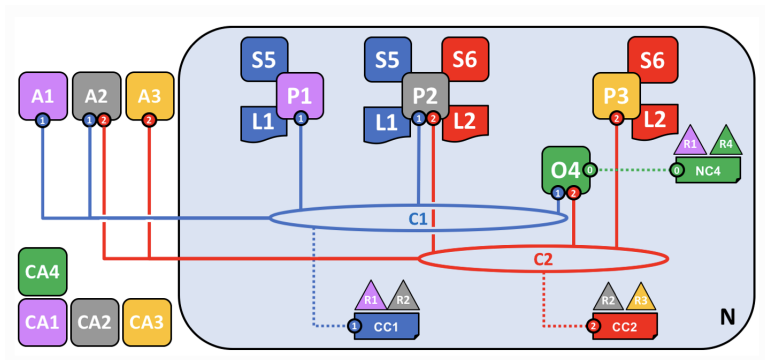 S5
S5
S6
S6
A1
A2
A3
P1
P2
P3
1
1
2
2
L1
L1
L2
L2
1
1
2
2
R1
R4
O4
0
0
NC4
1
2
C1
C2
CA4
R1
R2
R2
R3
CA1
CA2
CA3
1
CC1
2
CC2
N